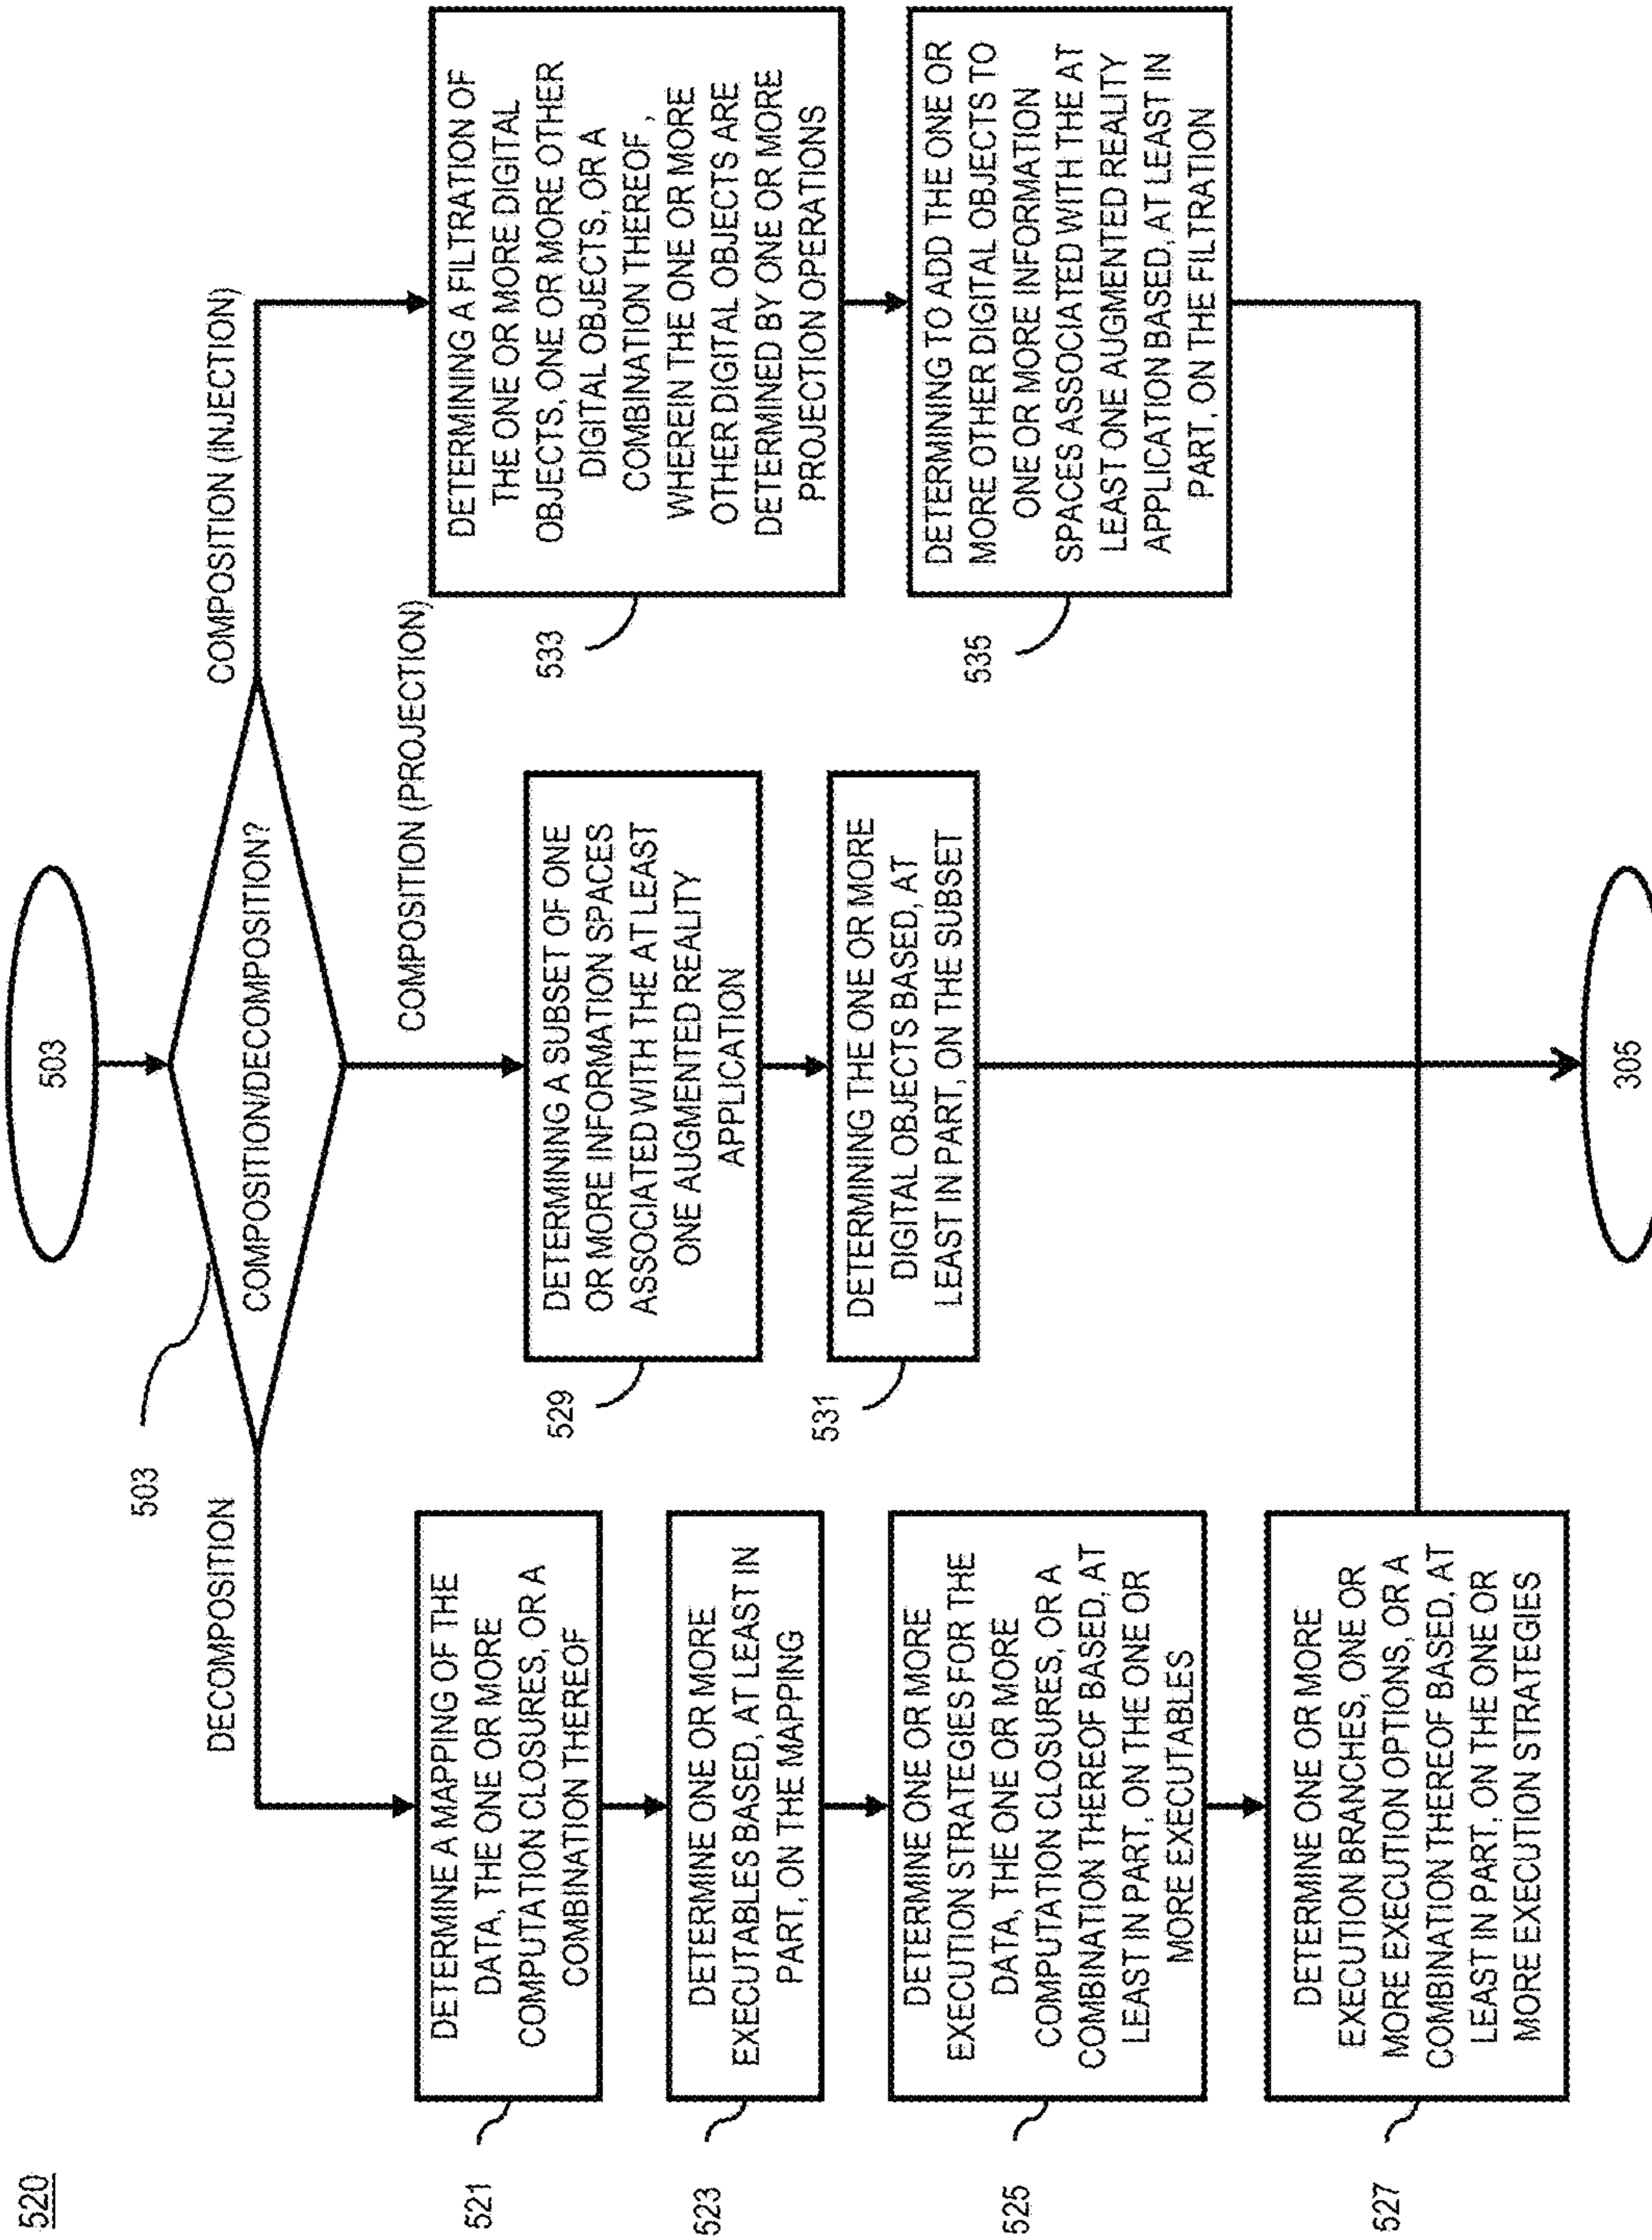 520
503
503
COMPOSITION/DECOMPOSITION?
DECOMPOSITION
COMPOSITION (PROJECTION)
COMPOSITION (INJECTION)
521
DETERMINE A MAPPING OF THE
DATA, THE ONE OR MORE
COMPUTATION CLOSURES, OR A
COMBINATION THEREOF
523
DETERMINE ONE OR MORE
EXECUTABLES BASED, AT LEAST IN
PART, ON THE MAPPING
525
DETERMINE ONE OR MORE
EXECUTION STRATEGIES FOR THE
DATA, THE ONE OR MORE
COMPUTATION CLOSURES, OR A
COMBINATION THEREOF BASED, AT
LEAST IN PART, ON THE ONE OR
MORE EXECUTABLES
527
DETERMINE ONE OR MORE
EXECUTION BRANCHES, ONE OR
MORE EXECUTION OPTIONS, OR A
COMBINATION THEREOF BASED, AT
LEAST IN PART, ON THE ONE OR
MORE EXECUTION STRATEGIES
529
DETERMINING A SUBSET OF ONE
OR MORE INFORMATION SPACES
ASSOCIATED WITH THE AT LEAST
ONE AUGMENTED REALITY
APPLICATION
531
DETERMINING THE ONE OR MORE
DIGITAL OBJECTS BASED, AT
LEAST IN PART, ON THE SUBSET
533
DETERMINING A FILTRATION OF
THE ONE OR MORE DIGITAL
OBJECTS, ONE OR MORE OTHER
DIGITAL OBJECTS, OR A
COMBINATION THEREOF ,
WHEREIN THE ONE OR MORE
OTHER DIGITAL OBJECTS ARE
DETERMINED BY ONE OR MORE
PROJECTION OPERATIONS
535
DETERMINING TO ADD THE ONE OR
MORE OTHER DIGITAL OBJECTS TO
ONE OR MORE INFORMATION
SPACES ASSOCIATED WITH THE AT
LEAST ONE AUGMENTED REALITY
APPLICATION BASED, AT LEAST IN
PART, ON THE FILTRATION
305